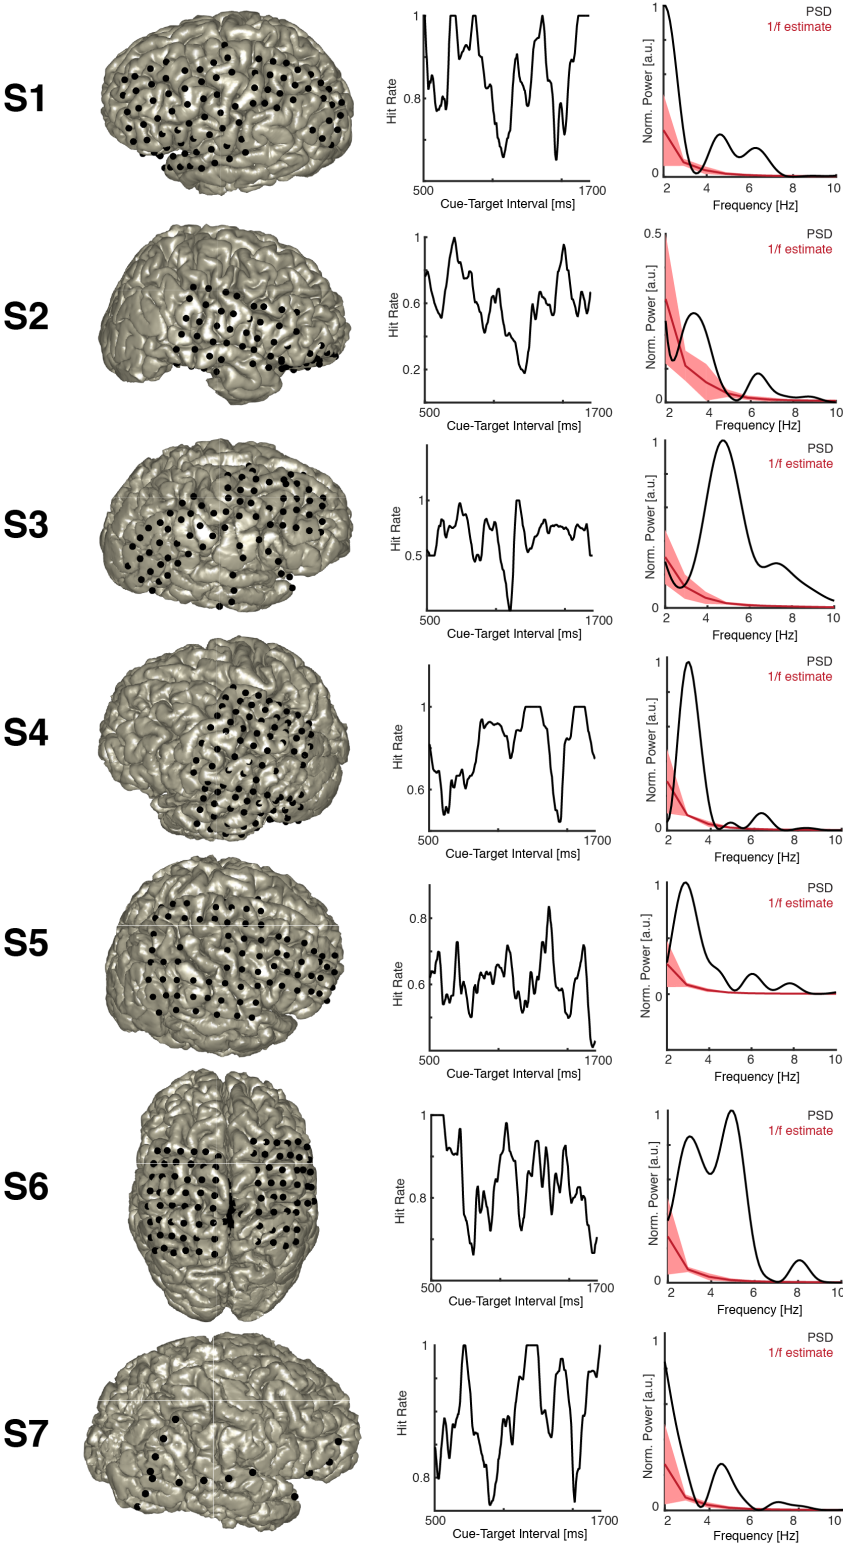 S1
1
0.8
Hit Rate
500
1700
Cue-Target Interval [ms]
1
0
Norm. Power [a.u.]
PSD
1/f estimate
2 4 6 8 10
Frequency [Hz]
S2
1
0.6
0.2
Hit Rate
500
1700
Cue-Target Interval [ms]
0.5
0
Norm. Power [a.u.]
PSD
1/f estimate
2 4 6 8 10
Frequency [Hz]
S3
1
0.5
Hit Rate
500
1700
Cue-Target Interval [ms]
1
0
Norm. Power [a.u.]
PSD
1/f estimate
2 4 6 8 10
Frequency [Hz]
S4
1
0.6
Hit Rate
500
1700
Cue-Target Interval [ms]
1
0
Norm. Power [a.u.]
PSD
1/f estimate
2 4 6 8 10
Frequency [Hz]
S5
0.8
0.6
Hit Rate
500
1700
Cue-Target Interval [ms]
1
0
Norm. Power [a.u.]
PSD
1/f estimate
2 4 6 8 10
Frequency [Hz]
S6
1
0.8
Hit Rate
500
1700
Cue-Target Interval [ms]
1
0
Norm. Power [a.u.]
PSD
1/f estimate
2 4 6 8 10
Frequency [Hz]
S7
1
0.8
Hit Rate
500
1700
Cue-Target Interval [ms]
1
0
Norm. Power [a.u.]
PSD
1/f estimate
2 4 6 8 10
Frequency [Hz]